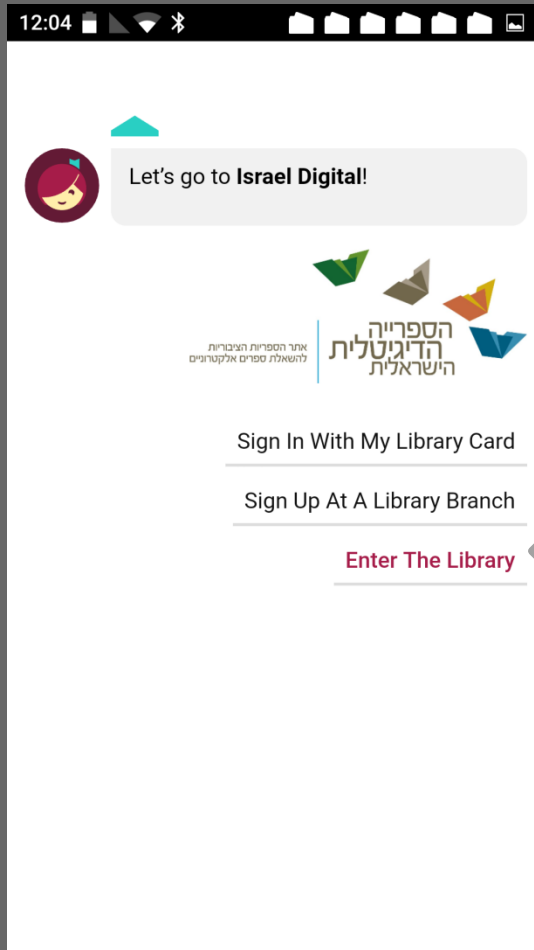 12:04
Let's go to Israel Digital!
הספרייה
הדיגיטלית
הישראלית
אתר הספריות הציבוריות
להשאלת ספרים אלקטרוניים
Sign In With My Library Card
Sign Up At A Library Branch
Enter The Library